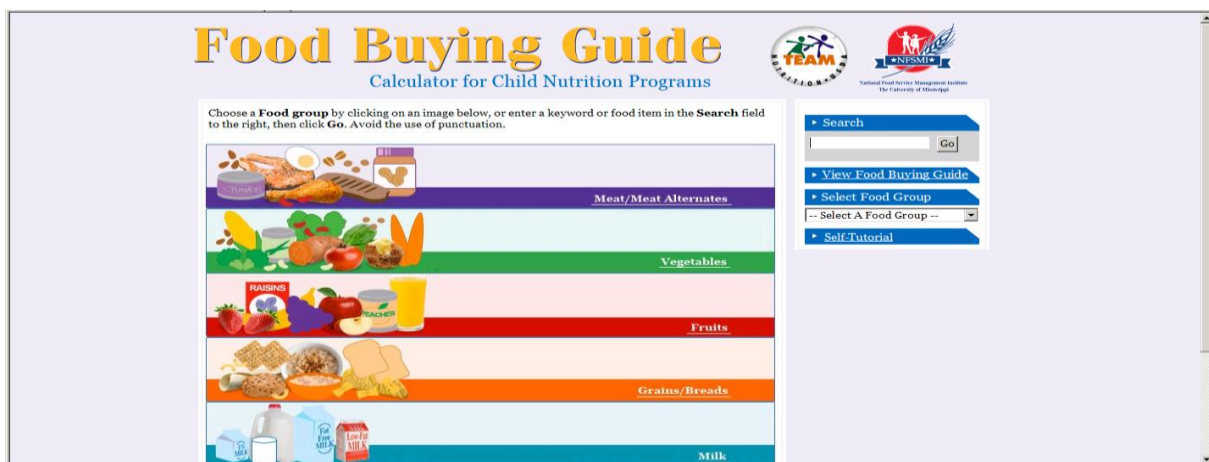 Food Buying Guide
Calculator for Child Nutrition Programs
TEAM
NUTRITION USDA
NFSMI
National Food Service Management Institute
The University of Mississippi
Choose a Food group by clicking on an image below, or enter a keyword or food item in the Search field
to the right, then click Go. Avoid the use of punctuation.
TUNA
Meat/Meat Alternates
Vegetables
RAISINS
PEACHES
Fruits
Grains/Breads
1%
MILK
Fat
Free
MILK
Low-Fat
MILK
Milk
Search
Go
View Food Buying Guide
Select Food Group
-- Select A Food Group --
Self-Tutorial